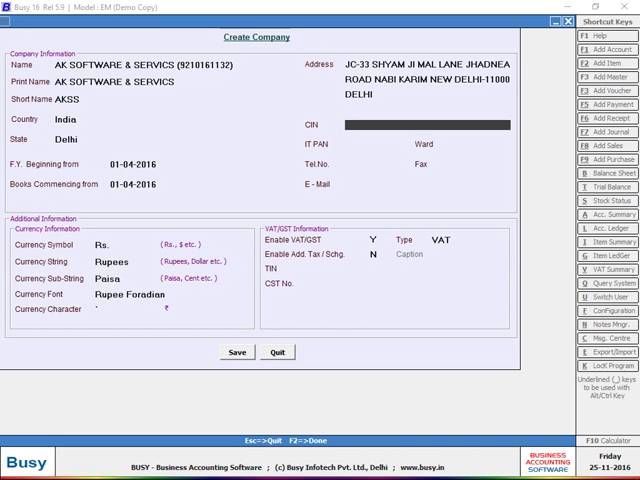 Busy 16 Rel 5.9 | Model : EM (Demo Copy)
Create Company
Company Information
Name AK SOFTWARE & SERVICS (9210161132)
Print Name AK SOFTWARE & SERVICS
Short Name AKSS
Country India
State Delhi
F.Y. Beginning from 01-04-2016
Books Commencing from 01-04-2016
Address JC-33 SHYAM JI MAL LANE JHADNEA
ROAD NABI KARIM NEW DELHI-11000
DELHI
CIN
IT PAN Ward
Tel.No. Fax
E - Mail
Additional Information
Currency Information
Currency Symbol Rs. (Rs., $ etc.)
Currency String Rupees (Rupees, Dollar etc.)
Currency Sub-String Paisa (Paisa, Cent etc.)
Currency Font Rupee Foradian
Currency Character ` ₹
VAT/GST Information
Enable VAT/GST Y Type VAT
Enable Add. Tax / Schg. N Caption
TIN
CST No.
Save Quit
Shortcut Keys
F1 Help
F1 Add Account
F2 Add Item
F3 Add Master
F3 Add Voucher
F5 Add Payment
F6 Add Receipt
F7 Add Journal
F8 Add Sales
F9 Add Purchase
B Balance Sheet
T Trial Balance
S Stock Status
A Acc. Summary
L Acc. Ledger
I Item Summary
G Item LedGer
V VAT Summary
Q Query System
U Switch User
F ConFiguration
N Notes Mngr.
C Msg. Centre
E Export/Import
K LocK Program
Underlined (_) keys
to be used with
Alt/Ctrl Key
Esc=>Quit F2=>Done
F10 Calculator
Busy
BUSY - Business Accounting Software ; (c) Busy Infotech Pvt. Ltd., Delhi ; www.busy.in
BUSINESS
ACCOUNTING
SOFTWARE
Friday
25-11-2016